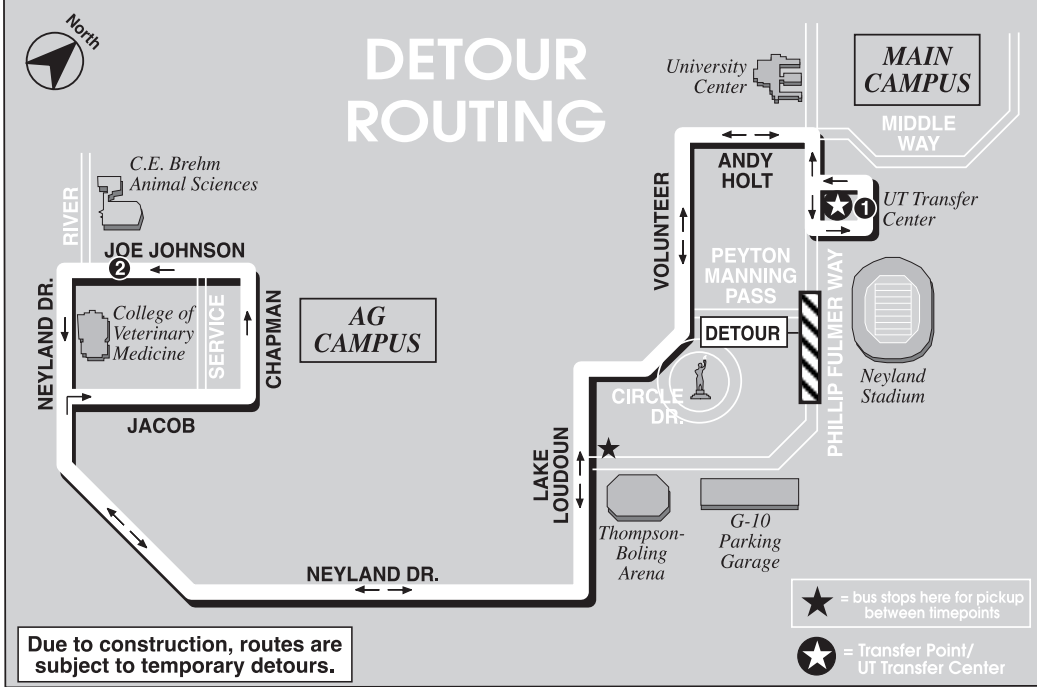 North
DETOUR
ROUTING
University
Center
MAIN
CAMPUS
MIDDLE
WAY
ANDY
HOLT
1
UT Transfer
Center
C.E. Brehm
Animal Sciences
RIVER
JOE JOHNSON
2
NEYLAND DR.
College of
Veterinary
Medicine
SERVICE
CHAPMAN
JACOB
AG
CAMPUS
VOLUNTEER
PEYTON
MANNING
PASS
DETOUR
PHILLIP FULMER WAY
Neyland
Stadium
CIRCLE
DR.
LAKE
LOUDOUN
Thompson-
Boling
Arena
G-10
Parking
Garage
NEYLAND DR.
= bus stops here for pickup
between timepoints
= Transfer Point/
UT Transfer Center
Due to construction, routes are
subject to temporary detours.